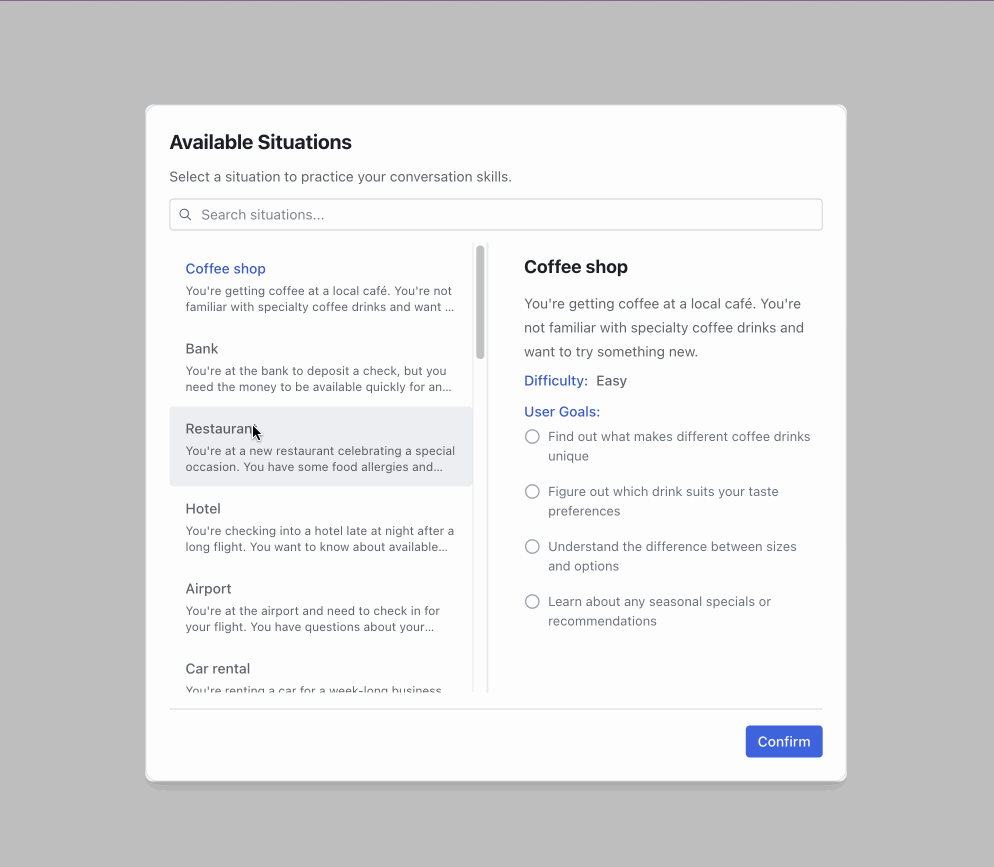 Available Situations
Select a situation to practice your conversation skills.
Search situations...
Coffee shop
You're getting coffee at a local café. You're not
familiar with specialty coffee drinks and want ...
Bank
You're at the bank to deposit a check, but you
need the money to be available quickly for an...
Restaurant
You're at a new restaurant celebrating a special
occasion. You have some food allergies and...
Hotel
You're checking into a hotel late at night after a
long flight. You want to know about available...
Airport
You're at the airport and need to check in for
your flight. You have questions about your...
Car rental
You're renting a car for a week-long business
Coffee shop
You're getting coffee at a local café. You're
not familiar with specialty coffee drinks and
want to try something new.
Difficulty: Easy
User Goals:
Find out what makes different coffee drinks
unique
Figure out which drink suits your taste
preferences
Understand the difference between sizes
and options
Learn about any seasonal specials or
recommendations
Confirm